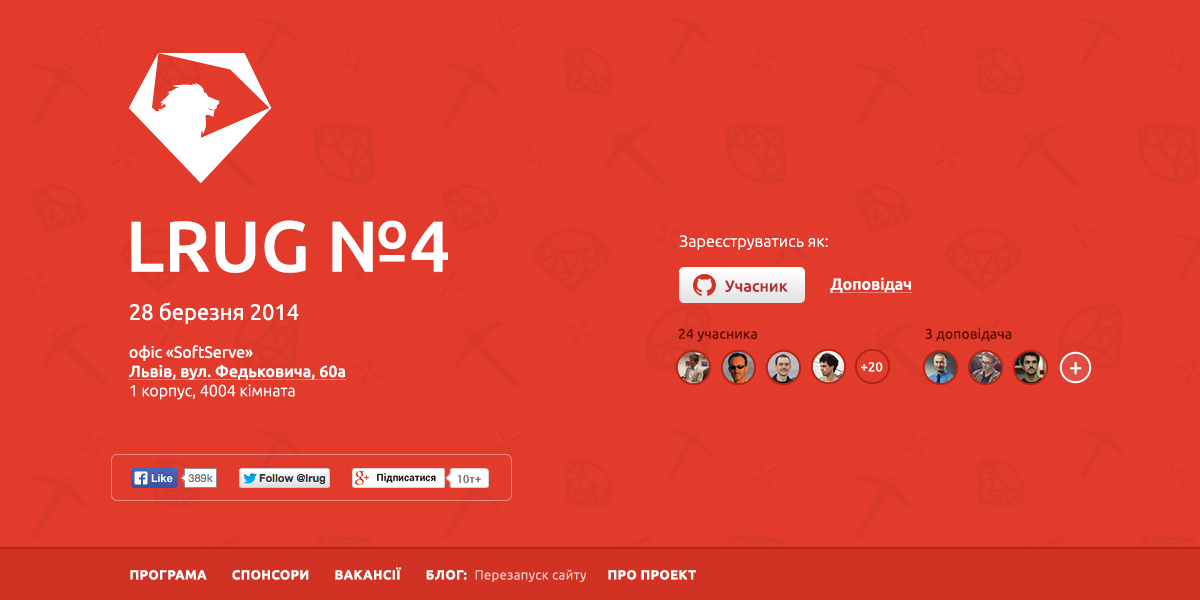 LRUG №4
28 березня 2014
офіс «SoftServe»
Львів, вул. Федьковича, 60а
1 корпус, 4004 кімната
Зареєструватись як:
Учасник
Доповідач
24 учасника
+20
3 доповідача
+
Like 389k
Follow @lrug
g+ Підписатися 10т+
ПРОГРАМА СПОНСОРИ ВАКАНСІЇ БЛОГ: Перезапуск сайту ПРО ПРОЕКТ